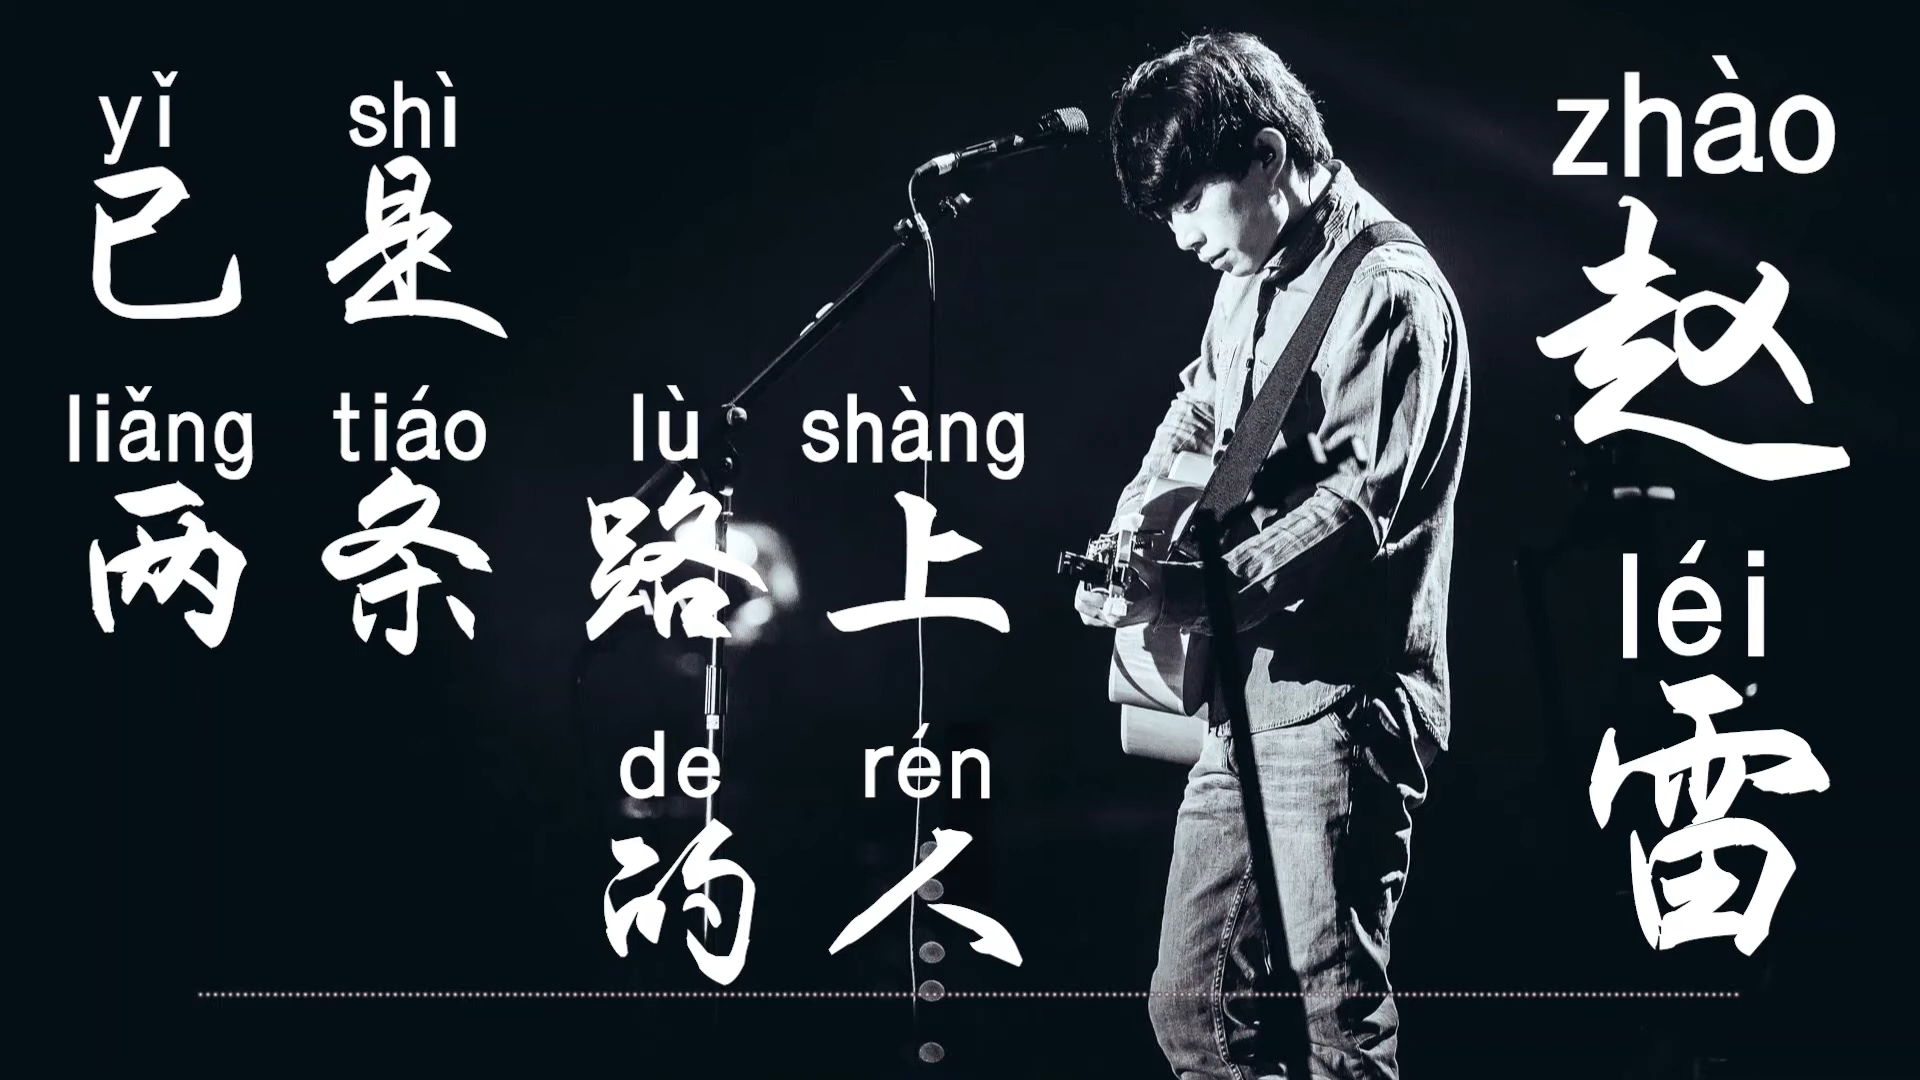 yǐ shì
已是
liǎng tiáo lù shàng
两条路上
de rén
的人
zhào
赵
léi
雷